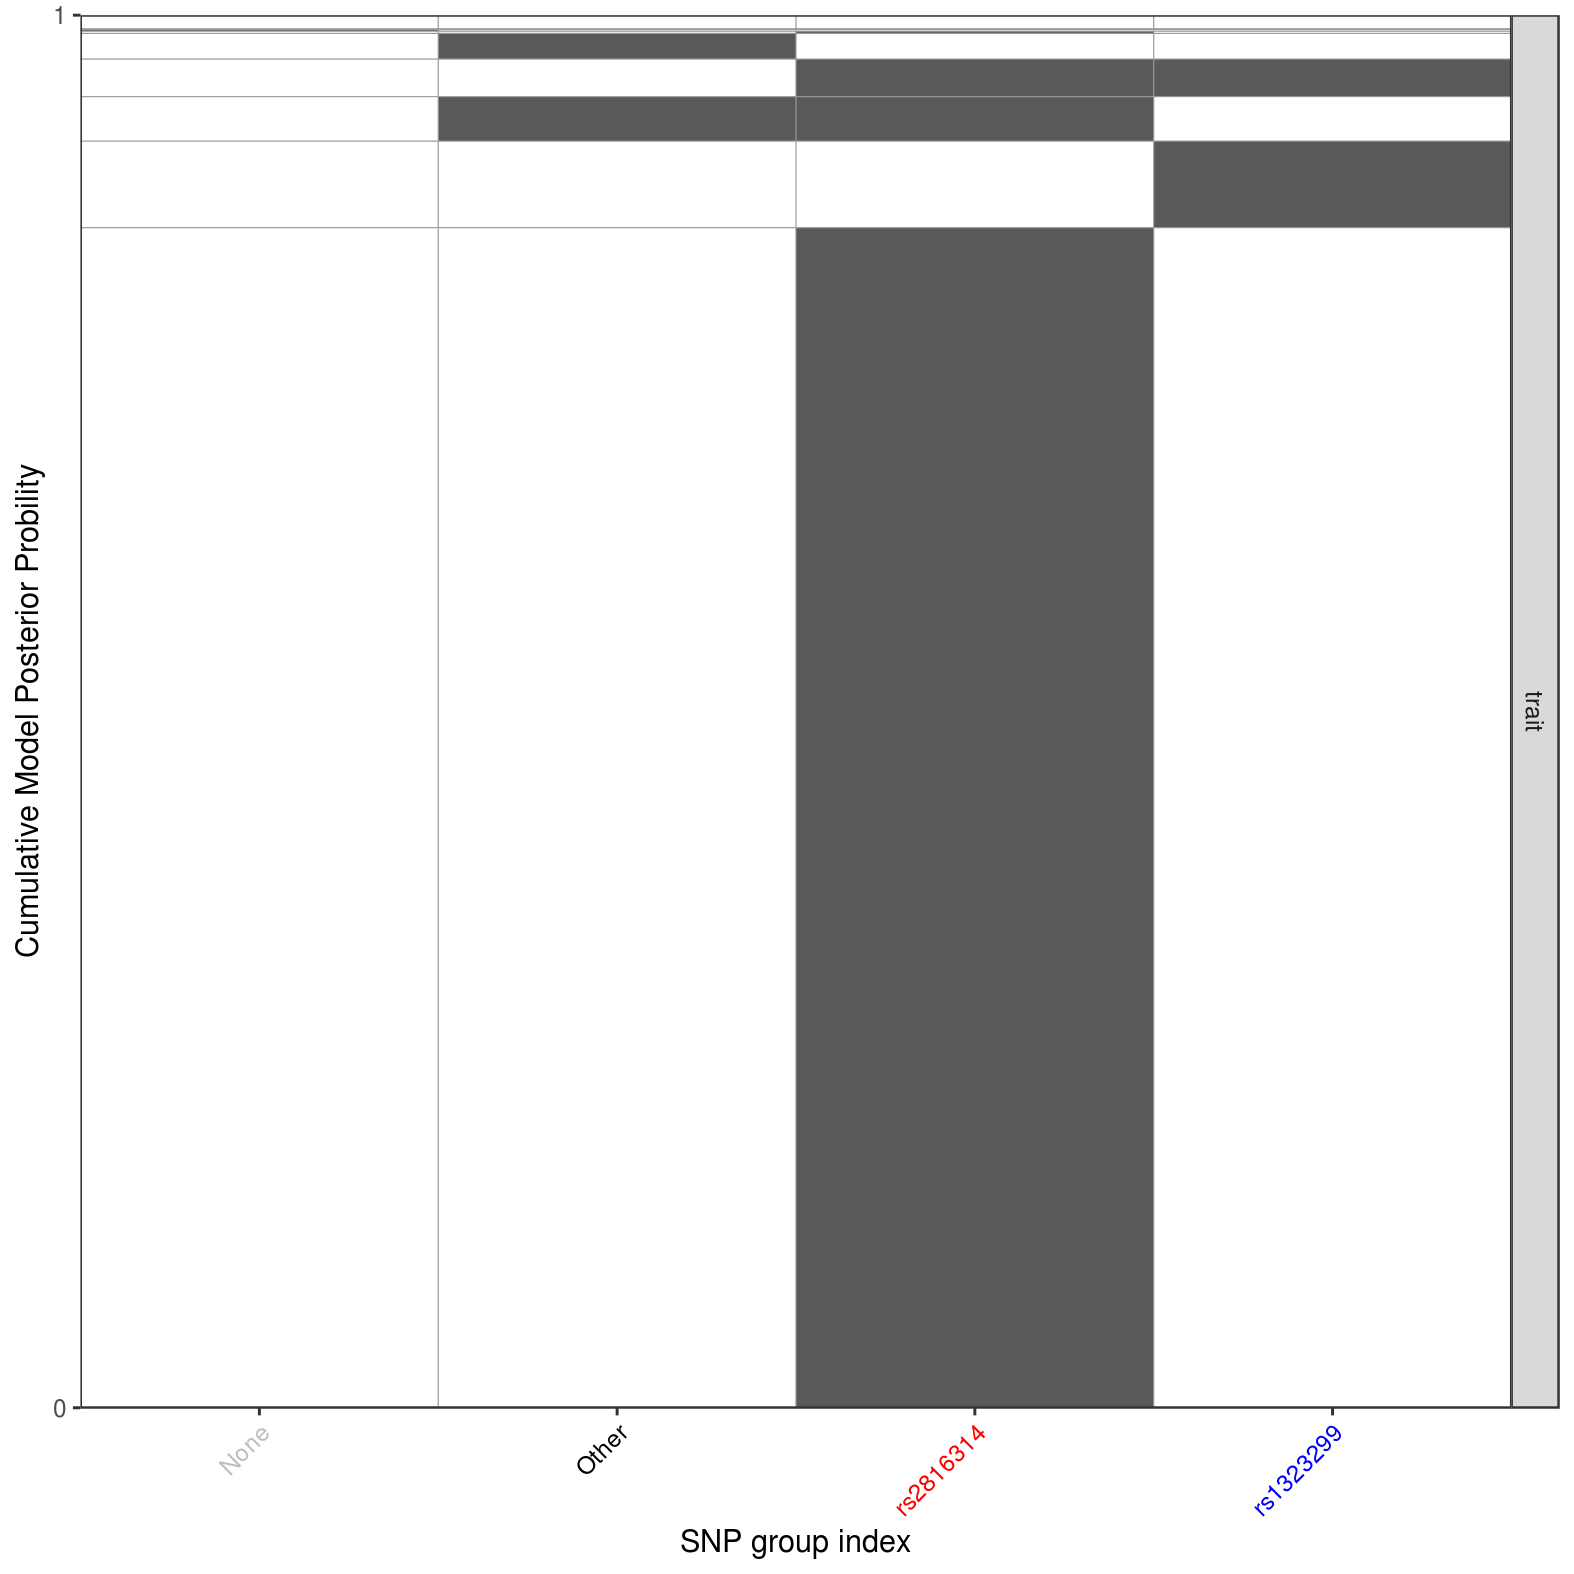 1
Cumulative Model Posterior Probility
trait
0
None
Other
rs2816314
rs1323299
SNP group index